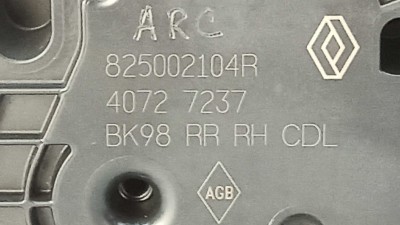 ARC
825002104R
4072 7237
BK98 RR RH CDL
AGB